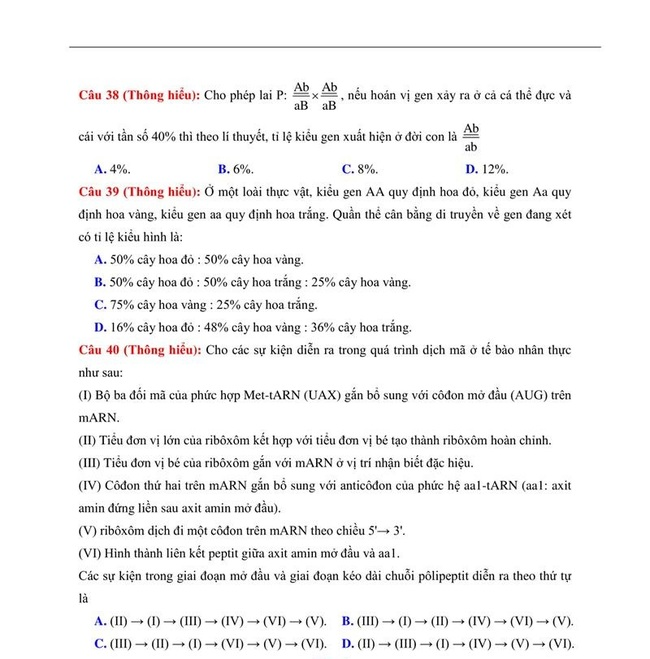 Câu 38 (Thông hiểu): Cho phép lai P: Ab/aB × Ab/aB, nếu hoán vị gen xảy ra ở cả cá thể đực và
cái với tần số 40% thì theo lí thuyết, tỉ lệ kiểu gen xuất hiện ở đời con là Ab/ab
A. 4%. B. 6%. C. 8%. D. 12%.
Câu 39 (Thông hiểu): Ở một loài thực vật, kiểu gen AA quy định hoa đỏ, kiểu gen Aa quy
định hoa vàng, kiểu gen aa quy định hoa trắng. Quần thể cân bằng di truyền về gen đang xét
có tỉ lệ kiểu hình là:
A. 50% cây hoa đỏ : 50% cây hoa vàng.
B. 50% cây hoa đỏ : 50% cây hoa trắng : 25% cây hoa vàng.
C. 75% cây hoa vàng : 25% cây hoa trắng.
D. 16% cây hoa đỏ : 48% cây hoa vàng : 36% cây hoa trắng.
Câu 40 (Thông hiểu): Cho các sự kiện diễn ra trong quá trình dịch mã ở tế bào nhân thực
như sau:
(I) Bộ ba đối mã của phức hợp Met-tARN (UAX) gắn bổ sung với côđon mở đầu (AUG) trên
mARN.
(II) Tiểu đơn vị lớn của ribôxôm kết hợp với tiểu đơn vị bé tạo thành ribôxôm hoàn chỉnh.
(III) Tiểu đơn vị bé của ribôxôm gắn với mARN ở vị trí nhận biết đặc hiệu.
(IV) Côđon thứ hai trên mARN gắn bổ sung với anticôđon của phức hệ aa1-tARN (aa1: axit
amin đứng liền sau axit amin mở đầu).
(V) ribôxôm dịch đi một côđon trên mARN theo chiều 5'→ 3'.
(VI) Hình thành liên kết peptit giữa axit amin mở đầu và aa1.
Các sự kiện trong giai đoạn mở đầu và giai đoạn kéo dài chuỗi pôlipeptit diễn ra theo thứ tự
là
A. (II) → (I) → (III) → (IV) → (VI) → (V). B. (III) → (I) → (II) → (IV) → (VI) → (V).
C. (III) → (II) → (I) → (VI) → (V) → (VI). D. (II) → (III) → (I) → (IV) → (V) → (VI).